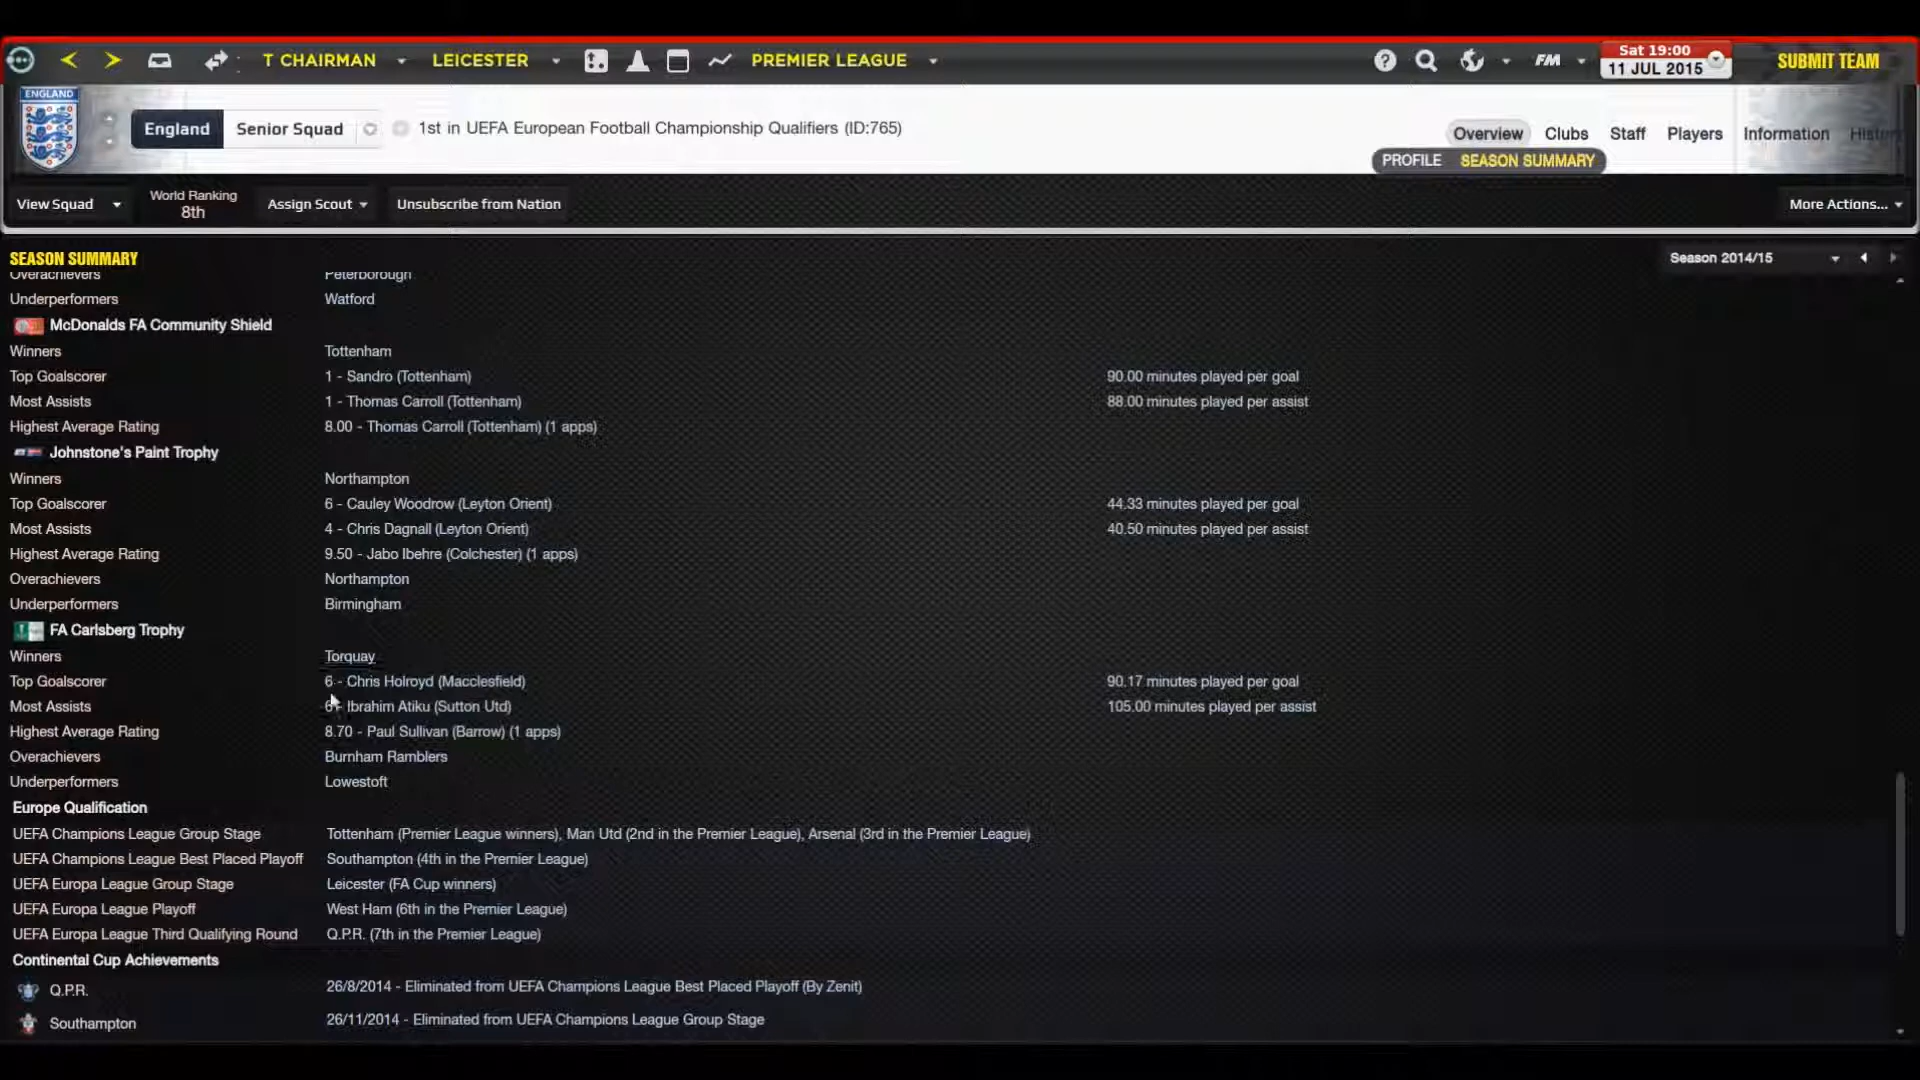 T CHAIRMAN LEICESTER PREMIER LEAGUE FM Sat 19:00 SUBMIT TEAM
11 JUL 2015
ENGLAND
England Senior Squad 1st in UEFA European Football Championship Qualifiers (ID:765)
Overview Clubs Staff Players Information History
PROFILE SEASON SUMMARY
View Squad World Ranking 8th Assign Scout Unsubscribe from Nation More Actions...
SEASON SUMMARY Season 2014/15
Overachievers Peterborough
Underperformers Watford
McDonalds FA Community Shield
Winners Tottenham
Top Goalscorer 1 - Sandro (Tottenham) 90.00 minutes played per goal
Most Assists 1 - Thomas Carroll (Tottenham) 88.00 minutes played per assist
Highest Average Rating 8.00 - Thomas Carroll (Tottenham) (1 apps)
Johnstone's Paint Trophy
Winners Northampton
Top Goalscorer 6 - Cauley Woodrow (Leyton Orient) 44.33 minutes played per goal
Most Assists 4 - Chris Dagnall (Leyton Orient) 40.50 minutes played per assist
Highest Average Rating 9.50 - Jabo Ibehre (Colchester) (1 apps)
Overachievers Northampton
Underperformers Birmingham
FA Carlsberg Trophy
Winners Torquay
Top Goalscorer 6 - Chris Holroyd (Macclesfield) 90.17 minutes played per goal
Most Assists 6 - Ibrahim Atiku (Sutton Utd) 105.00 minutes played per assist
Highest Average Rating 8.70 - Paul Sullivan (Barrow) (1 apps)
Overachievers Burnham Ramblers
Underperformers Lowestoft
Europe Qualification
UEFA Champions League Group Stage Tottenham (Premier League winners), Man Utd (2nd in the Premier League), Arsenal (3rd in the Premier League)
UEFA Champions League Best Placed Playoff Southampton (4th in the Premier League)
UEFA Europa League Group Stage Leicester (FA Cup winners)
UEFA Europa League Playoff West Ham (6th in the Premier League)
UEFA Europa League Third Qualifying Round Q.P.R. (7th in the Premier League)
Continental Cup Achievements
Q.P.R. 26/8/2014 - Eliminated from UEFA Champions League Best Placed Playoff (By Zenit)
Southampton 26/11/2014 - Eliminated from UEFA Champions League Group Stage